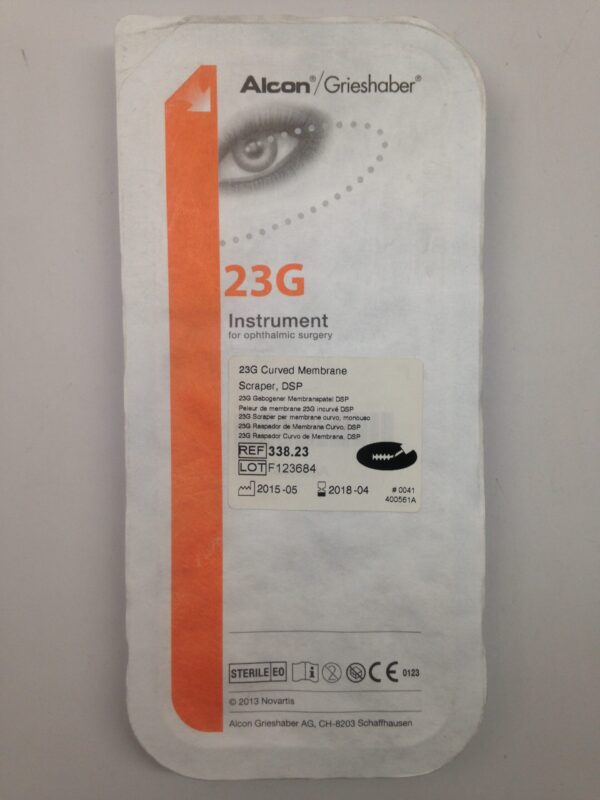 Alcon®/Grieshaber®
23G
Instrument
for ophthalmic surgery
23G Curved Membrane
Scraper, DSP
23G Gebogener Membranspatel DSP
Peleur de membrane 23G incurvé DSP
23G Scraper per membrane curvo, monouso
23G Raspador de Membrana Curvo, DSP
23G Raspador Curvo de Membrana, DSP
REF 338.23
LOT F123684
2015-05 2018-04 # 0041
400561A
STERILE EO 2 CE 0123
© 2013 Novartis
Alcon Grieshaber AG, CH-8203 Schaffhausen